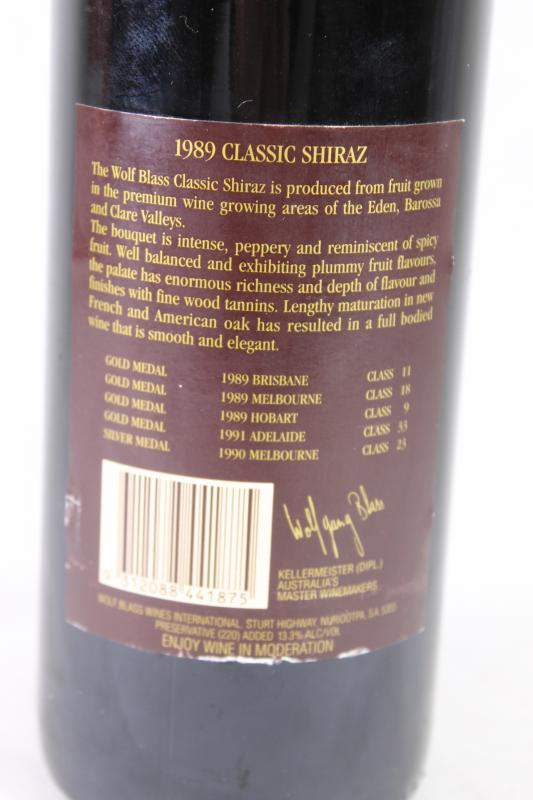 1989 CLASSIC SHIRAZ
The Wolf Blass Classic Shiraz is produced from fruit grown
in the premium wine growing areas of the Eden, Barossa
and Clare Valleys.
The bouquet is intense, peppery and reminiscent of spicy
fruit. Well balanced and exhibiting plummy fruit flavours,
the palate has enormous richness and depth of flavour and
finishes with fine wood tannins. Lengthy maturation in new
French and American oak has resulted in a full bodied
wine that is smooth and elegant.
GOLD MEDAL 1989 BRISBANE CLASS 11
GOLD MEDAL 1989 MELBOURNE CLASS 18
GOLD MEDAL 1989 HOBART CLASS 9
GOLD MEDAL 1991 ADELAIDE CLASS 33
SILVER MEDAL 1990 MELBOURNE CLASS 23
Wolfgang Blass
KELLERMEISTER (DIPL.)
AUSTRALIA'S
MASTER WINEMAKERS
9 312088 441875
WOLF BLASS WINES INTERNATIONAL, STURT HIGHWAY, NURIOOTPA, S.A. 5355
PRESERVATIVE (220) ADDED 13.3% ALC/VOL
ENJOY WINE IN MODERATION